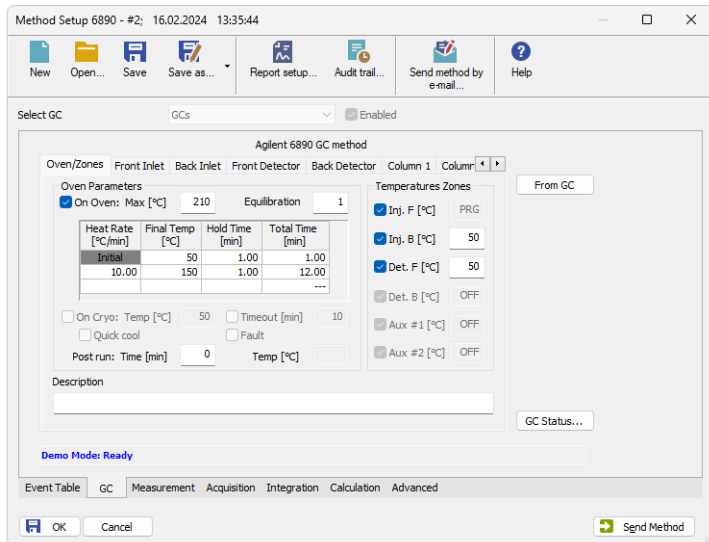 Method Setup 6890 - #2; 16.02.2024 13:35:44
New Open... Save Save as... Report setup... Audit trail... Send method by e-mail... Help
Select GC GCs Enabled
Agilent 6890 GC method
Oven/Zones Front Inlet Back Inlet Front Detector Back Detector Column 1 Column
From GC
Oven Parameters
On Oven: Max [°C] 210 Equilibration 1
Heat Rate [°C/min] Final Temp [°C] Hold Time [min] Total Time [min]
Initial 50 1.00 1.00
10.00 150 1.00 12.00
---
On Cryo: Temp [°C] 50 Timeout [min] 10
Quick cool Fault
Post run: Time [min] 0 Temp [°C]
Temperatures Zones
Inj. F [°C] PRG
Inj. B [°C] 50
Det. F [°C] 50
Det. B [°C] OFF
Aux #1 [°C] OFF
Aux #2 [°C] OFF
Description
GC Status...
Demo Mode: Ready
Event Table GC Measurement Acquisition Integration Calculation Advanced
OK Cancel Send Method